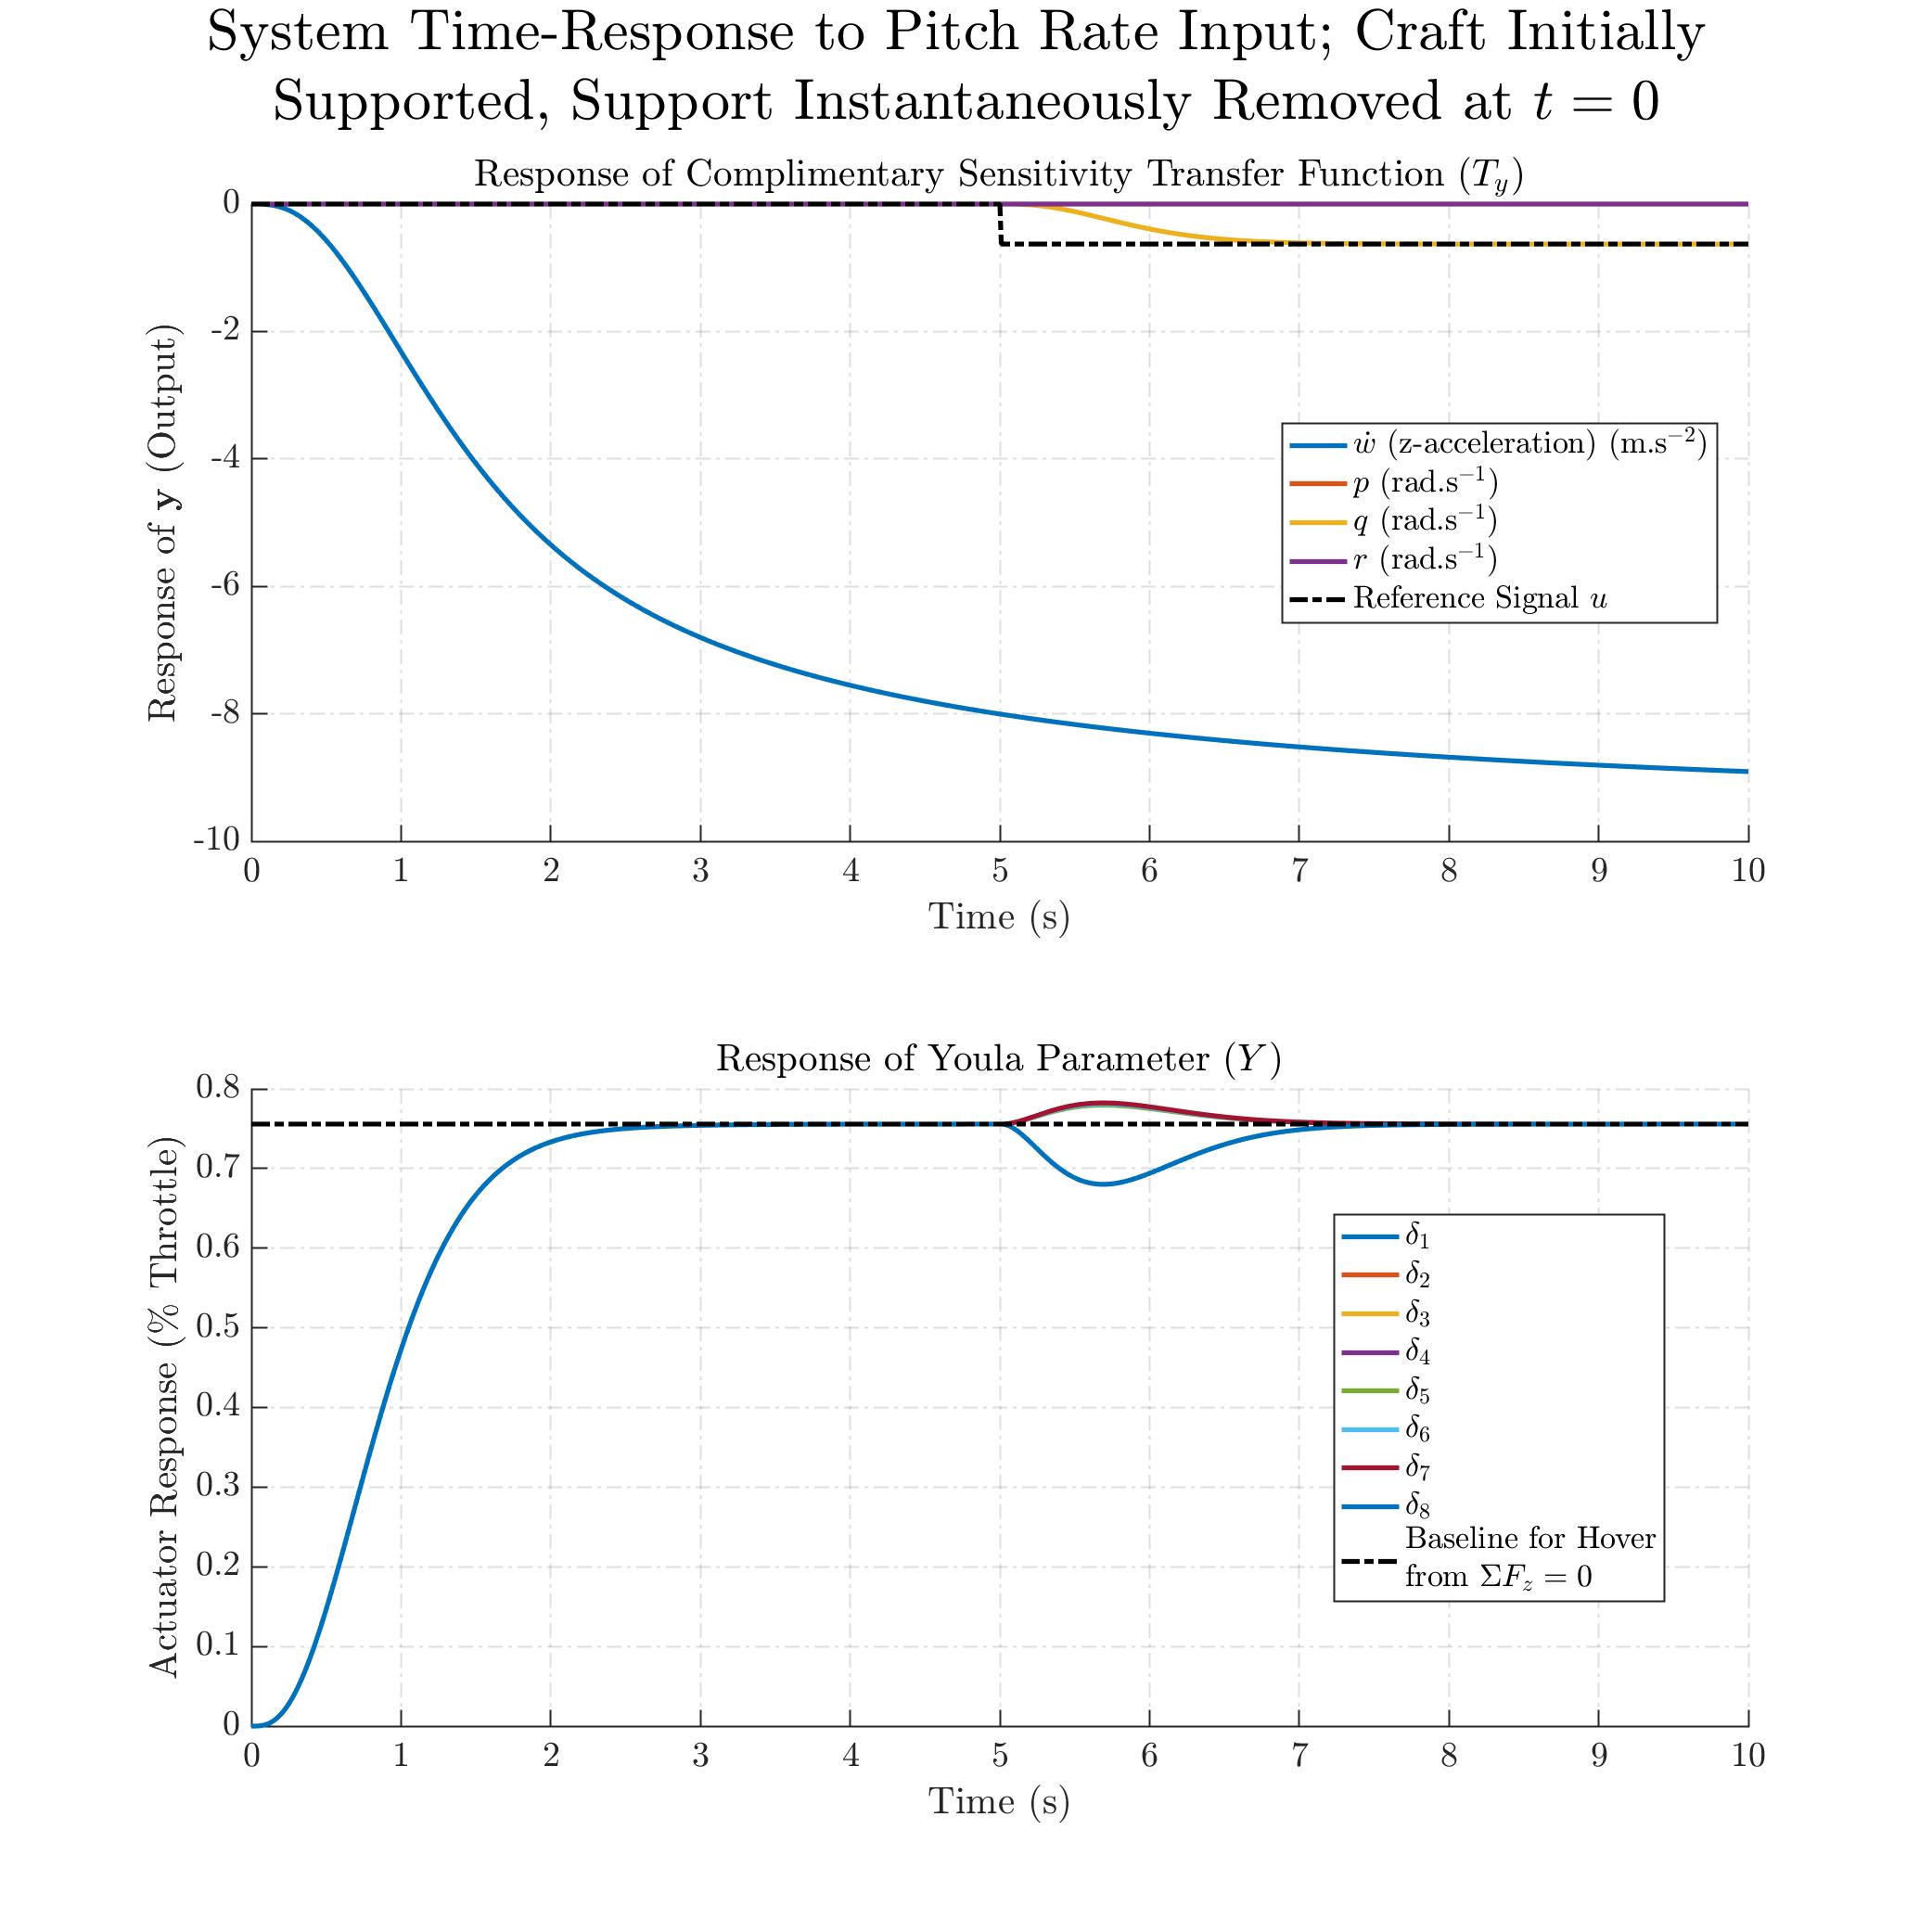 System Time-Response to Pitch Rate Input; Craft Initially
Supported, Support Instantaneously Removed at t = 0
Response of Complimentary Sensitivity Transfer Function (T_y)
Response of y (Output)
0
-2
-4
-6
-8
-10
ẇ (z-acceleration) (m.s⁻²)
p (rad.s⁻¹)
q (rad.s⁻¹)
r (rad.s⁻¹)
Reference Signal u
0 1 2 3 4 5 6 7 8 9 10
Time (s)
Response of Youla Parameter (Y)
Actuator Response (% Throttle)
0.8
0.7
0.6
0.5
0.4
0.3
0.2
0.1
0
δ₁
δ₂
δ₃
δ₄
δ₅
δ₆
δ₇
δ₈
Baseline for Hover
from ΣF_z = 0
0 1 2 3 4 5 6 7 8 9 10
Time (s)